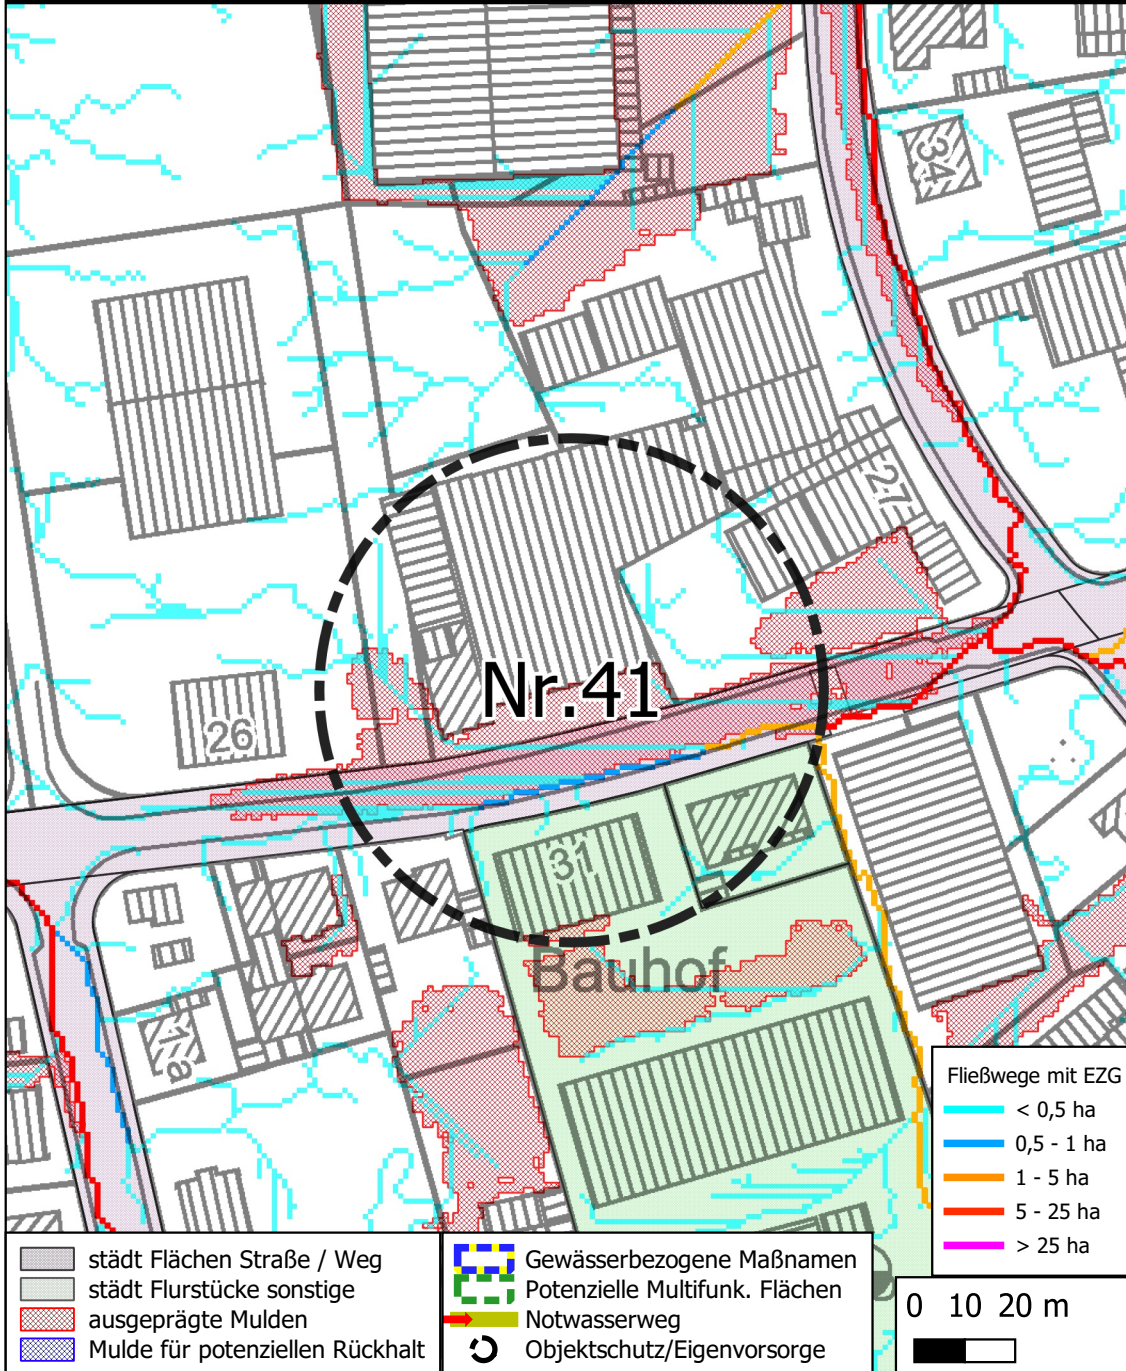 34
27
Nr.41
26
31
Bauhof
Fließwege mit EZG
< 0,5 ha
0,5 - 1 ha
1 - 5 ha
5 - 25 ha
> 25 ha
städt Flächen Straße / Weg
städt Flurstücke sonstige
ausgeprägte Mulden
Mulde für potenziellen Rückhalt
Gewässerbezogene Maßnamen
Potenzielle Multifunk. Flächen
Notwasserweg
Objektschutz/Eigenvorsorge
0 10 20 m